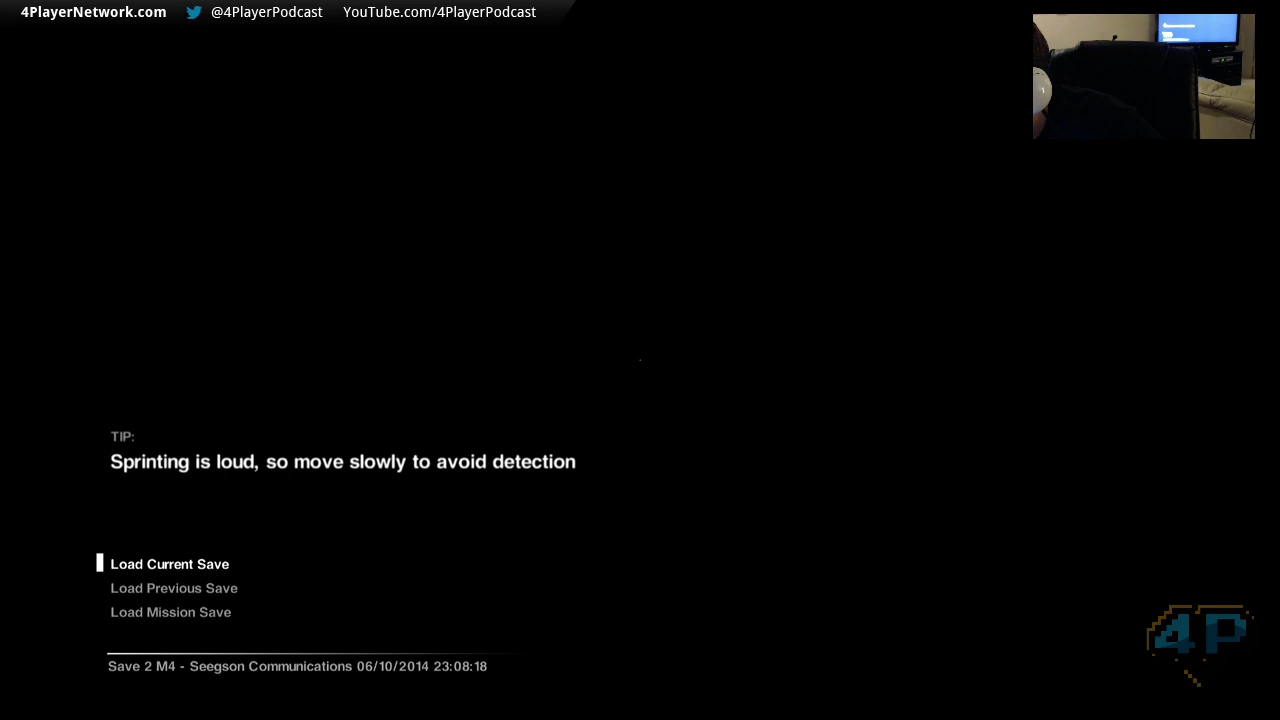 4PlayerNetwork.com @4PlayerPodcast YouTube.com/4PlayerPodcast
TIP:
Sprinting is loud, so move slowly to avoid detection
Load Current Save
Load Previous Save
Load Mission Save
Save 2 M4 - Seegson Communications 06/10/2014 23:08:18
4P